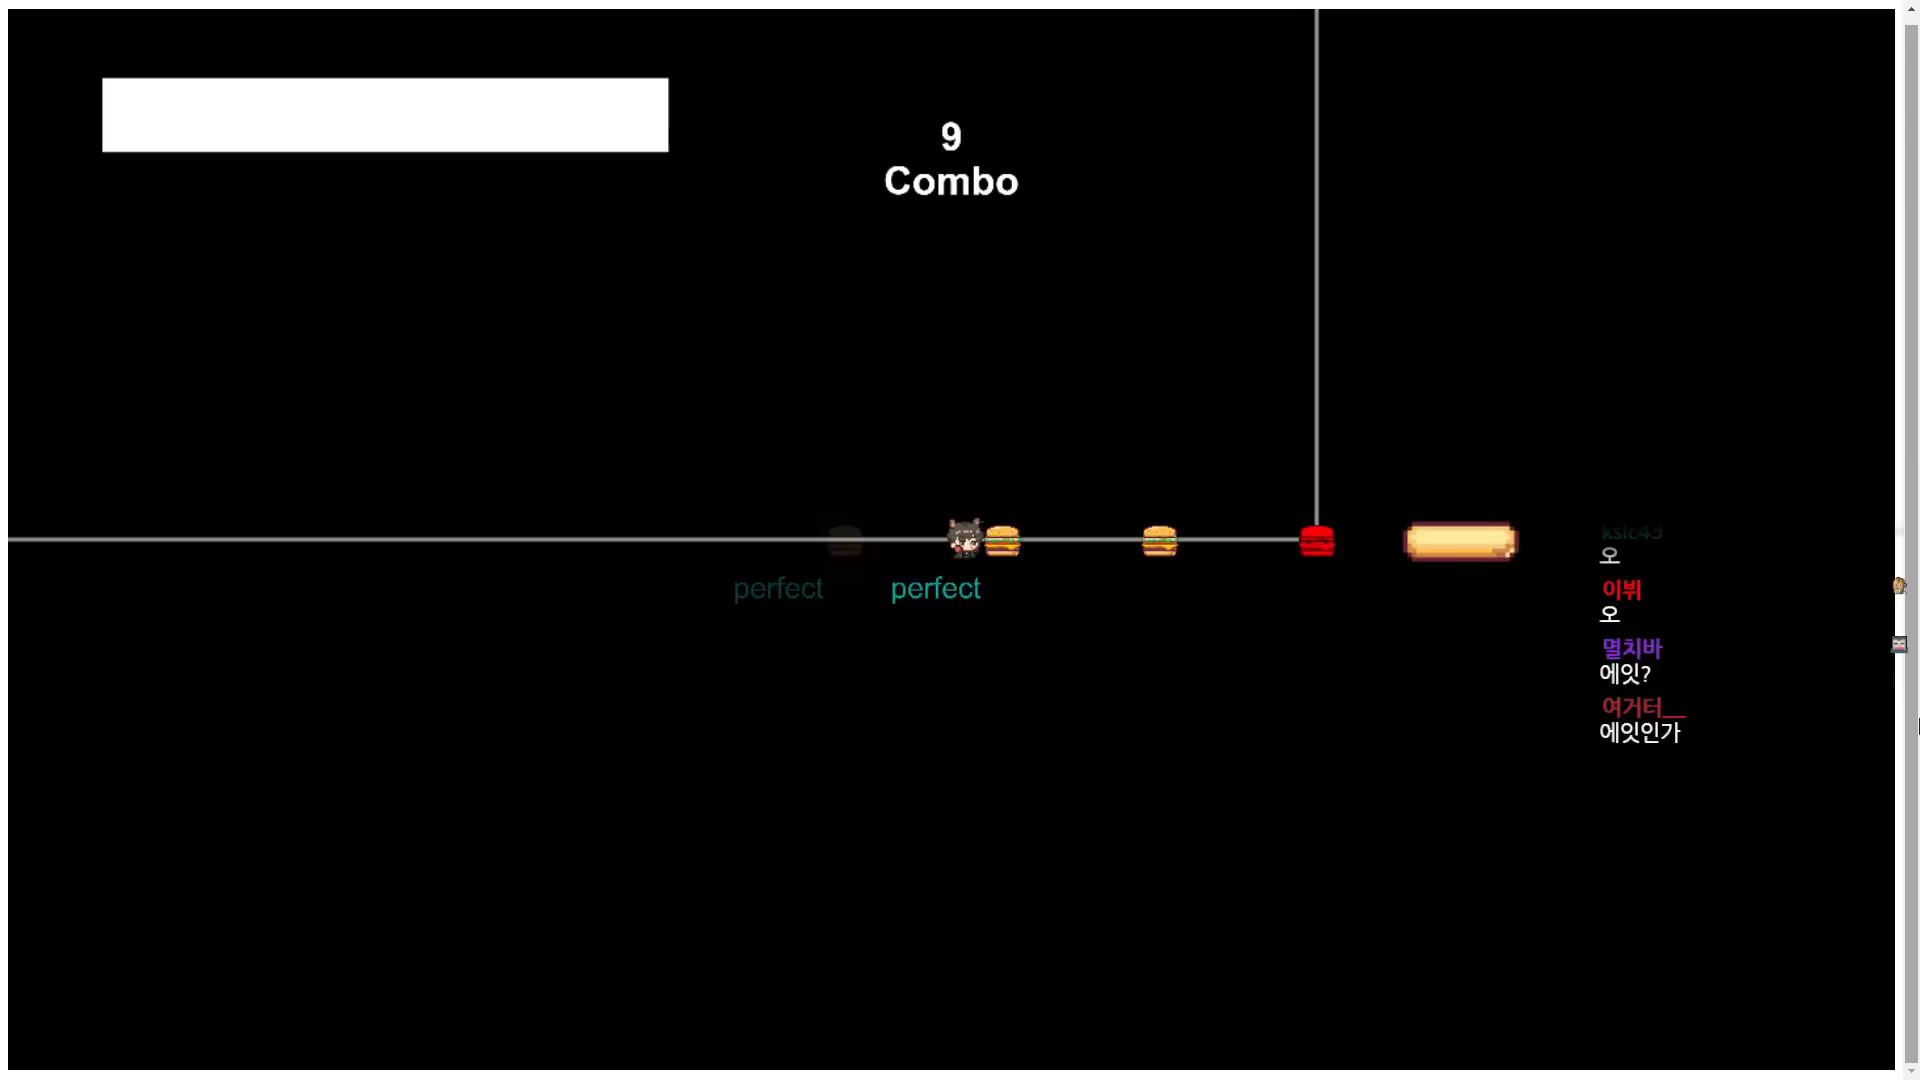 9
Combo
perfect
perfect
ksic43
오
이뷔
오
멸치바
에잇?
여거터__
에잇인가